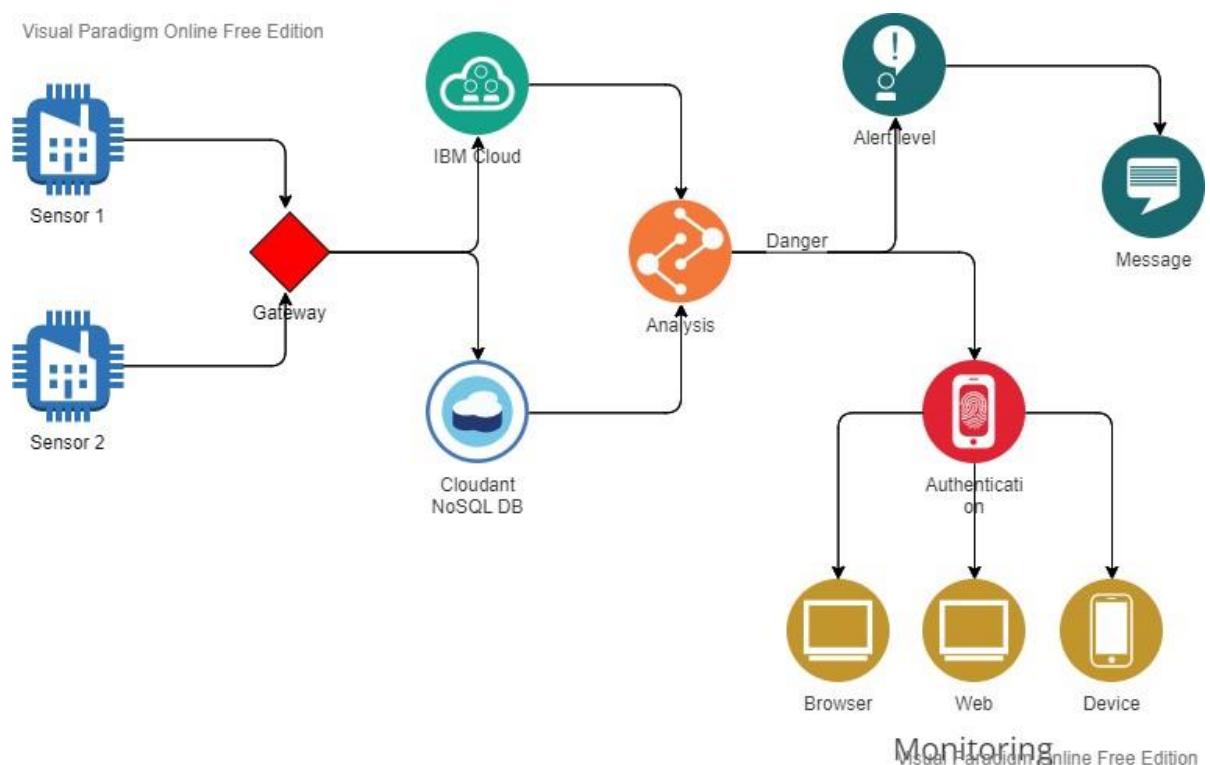 Visual Paradigm Online Free Edition
Sensor 1
Sensor 2
Gateway
IBM Cloud
Cloudant
NoSQL DB
Analysis
Danger
Alert level
Message
Authenticati
on
Browser
Web
Device
Monitoring
Visual Paradigm Online Free Edition